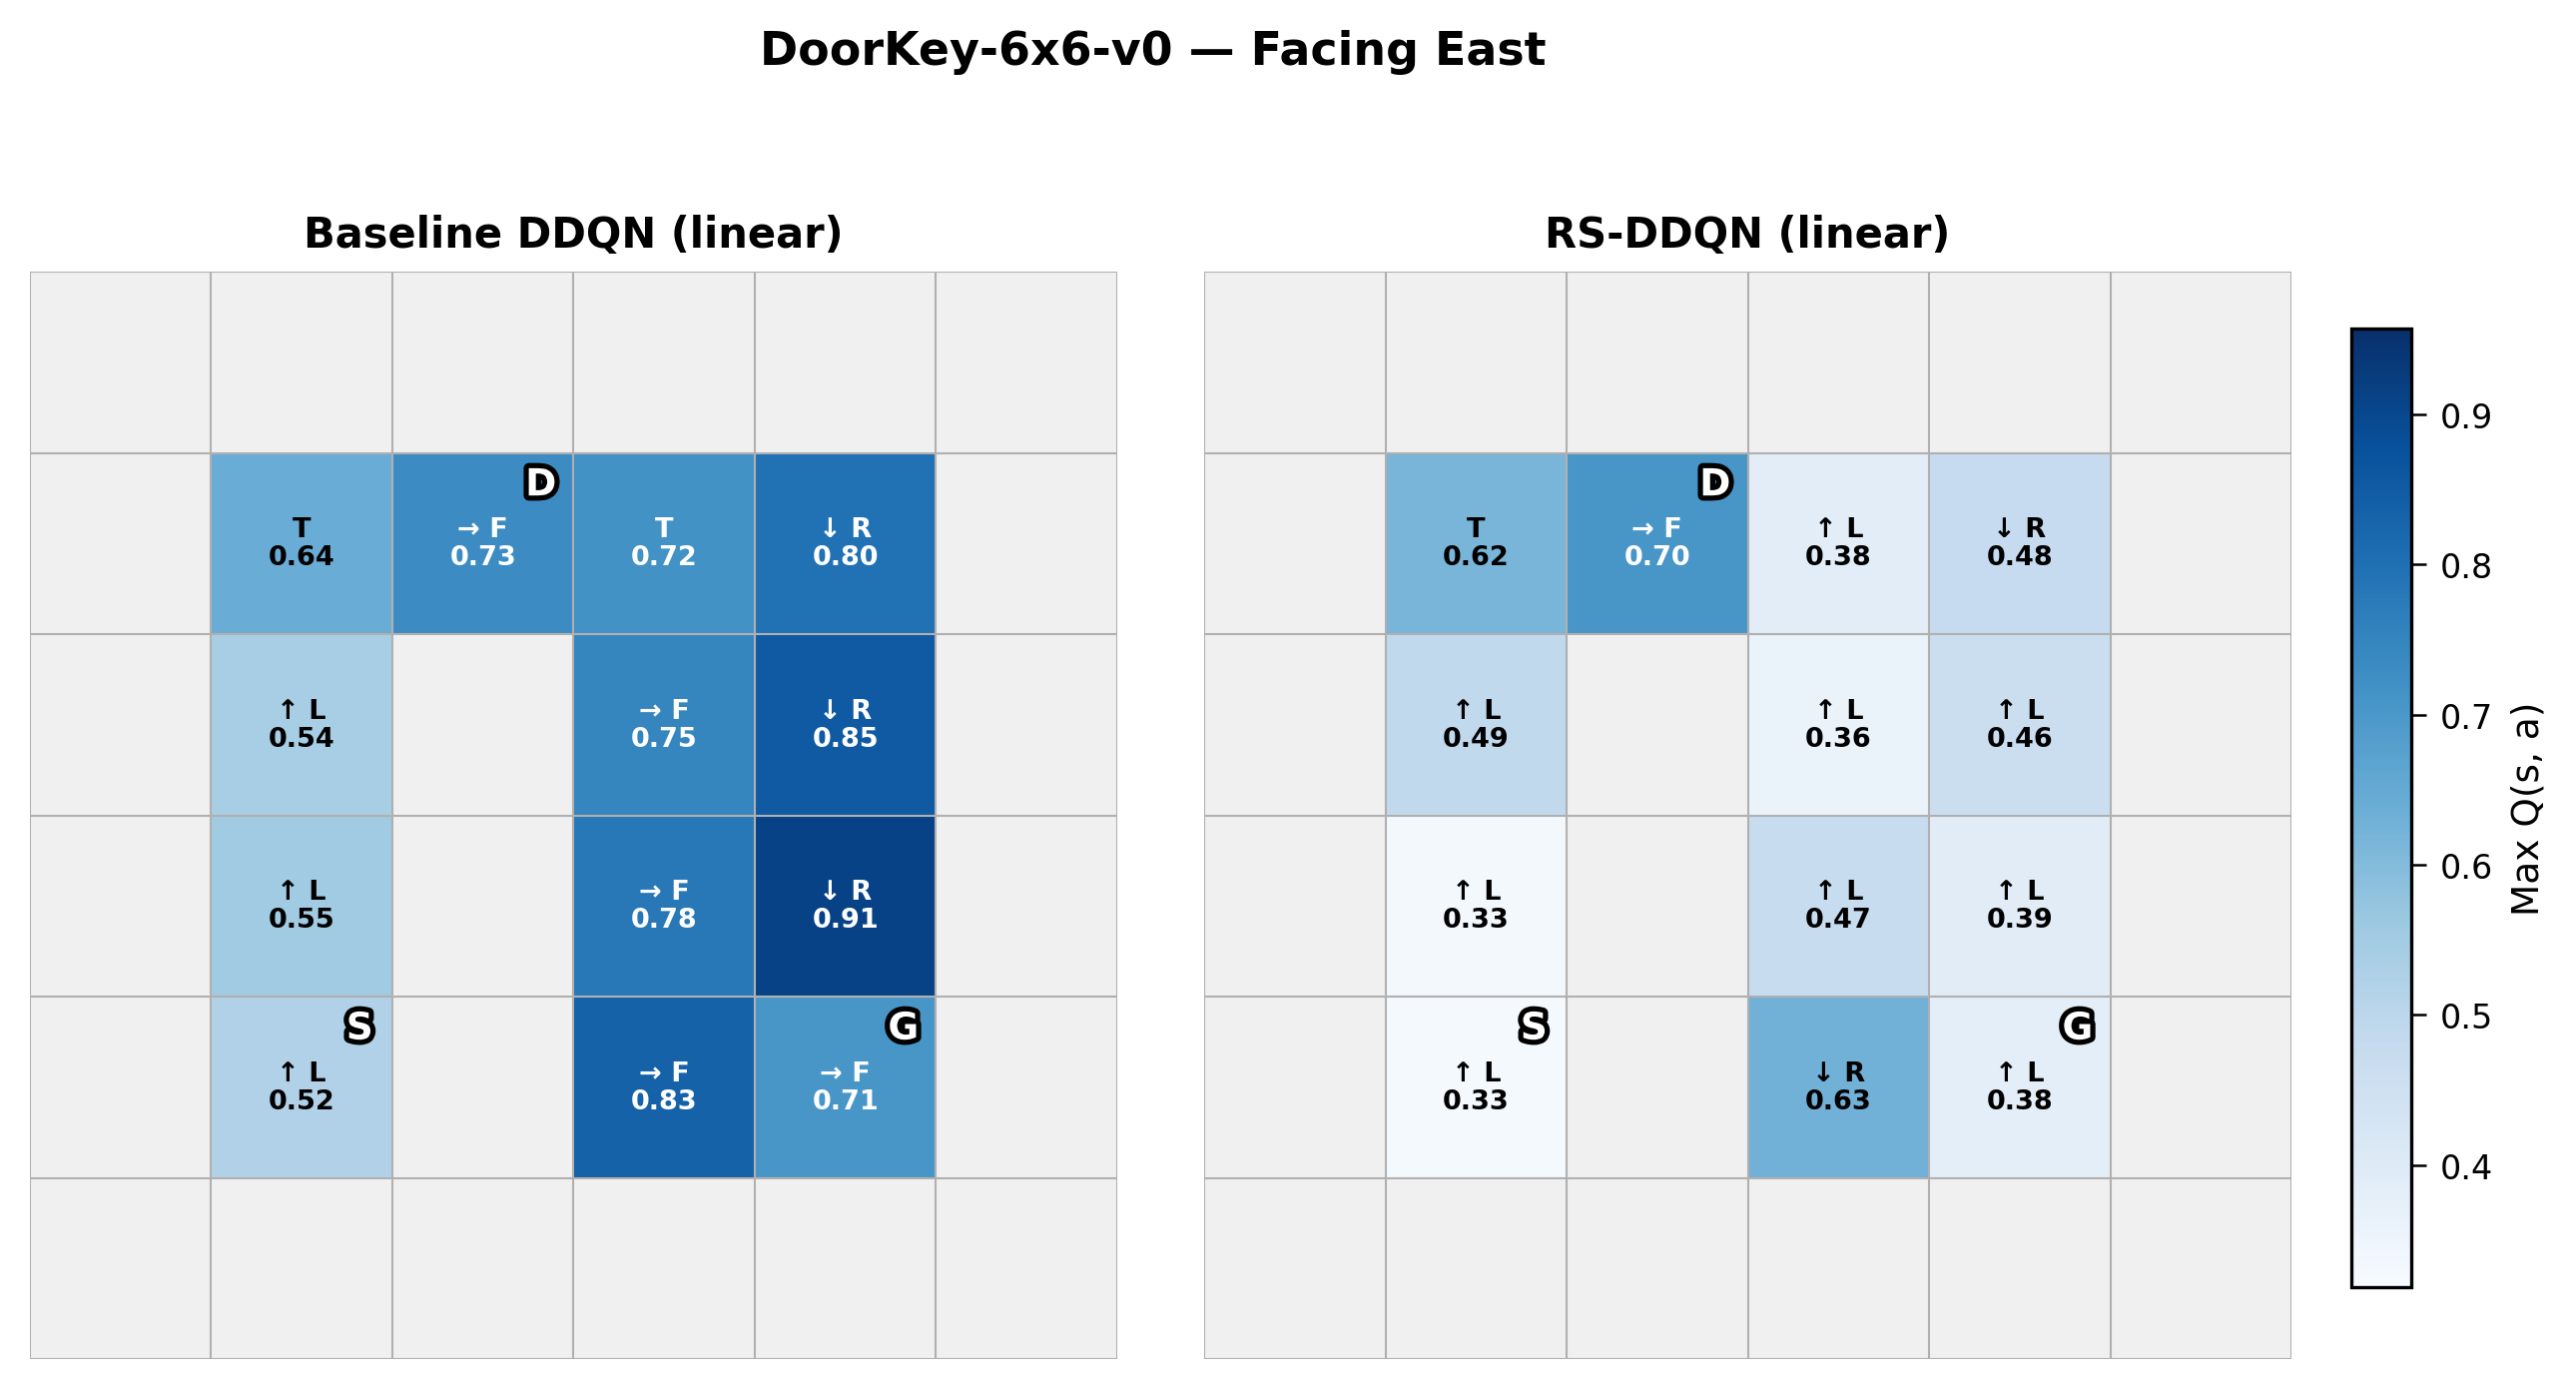 DoorKey-6x6-v0 — Facing East
Baseline DDQN (linear)
D
T
0.64
→ F
0.73
T
0.72
↓ R
0.80
↑ L
0.54
→ F
0.75
↓ R
0.85
↑ L
0.55
→ F
0.78
↓ R
0.91
S
↑ L
0.52
→ F
0.83
G
→ F
0.71
RS-DDQN (linear)
D
T
0.62
→ F
0.70
↑ L
0.38
↓ R
0.48
↑ L
0.49
↑ L
0.36
↑ L
0.46
↑ L
0.33
↑ L
0.47
↑ L
0.39
S
↑ L
0.33
↓ R
0.63
G
↑ L
0.38
0.9
0.8
0.7
0.6
0.5
0.4
Max Q(s, a)